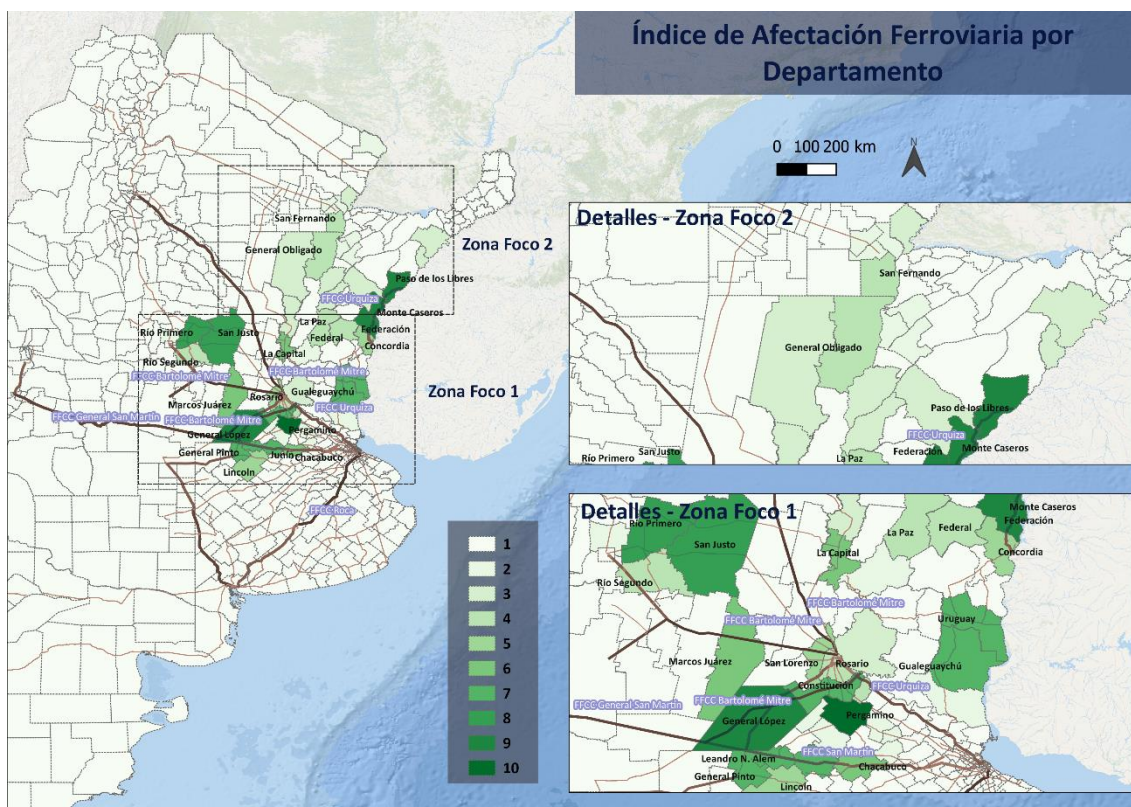 Índice de Afectación Ferroviaria por
Departamento
0 100 200 km
N
San Fernando
General Obligado
Zona Foco 2
Paso de los Libres
FFCC Urquiza
Monte Caseros
La Paz
Federal
Federación
Concordia
Río Primero
San Justo
La Capital
Río Segundo
FFCC Bartolomé Mitre
FFCC Bartolomé Mitre
Zona Foco 1
Gualeguaychú
Rosario
Marcos Juárez
FFCC Urquiza
FFCC General San Martín
FFCC Bartolomé Mitre
Pergamino
General López
General Pinto
Junín
Chacabuco
Lincoln
FFCC Roca
1
2
3
4
5
6
7
8
9
10
Detalles - Zona Foco 2
San Fernando
General Obligado
Paso de los Libres
FFCC Urquiza
Federación
Monte Caseros
San Justo
Río Primero
La Paz
Detalles - Zona Foco 1
Río Primero
San Justo
La Capital
La Paz
Federal
Monte Caseros
Federación
Concordia
Río Segundo
FFCC Bartolomé Mitre
FFCC Bartolomé Mitre
Uruguay
Marcos Juárez
San Lorenzo
Rosario
Gualeguaychú
Constitución
FFCC Urquiza
FFCC General San Martín
FFCC Bartolomé Mitre
General López
Pergamino
FFCC San Martín
Leandro N. Alem
Chacabuco
General Pinto
Lincoln